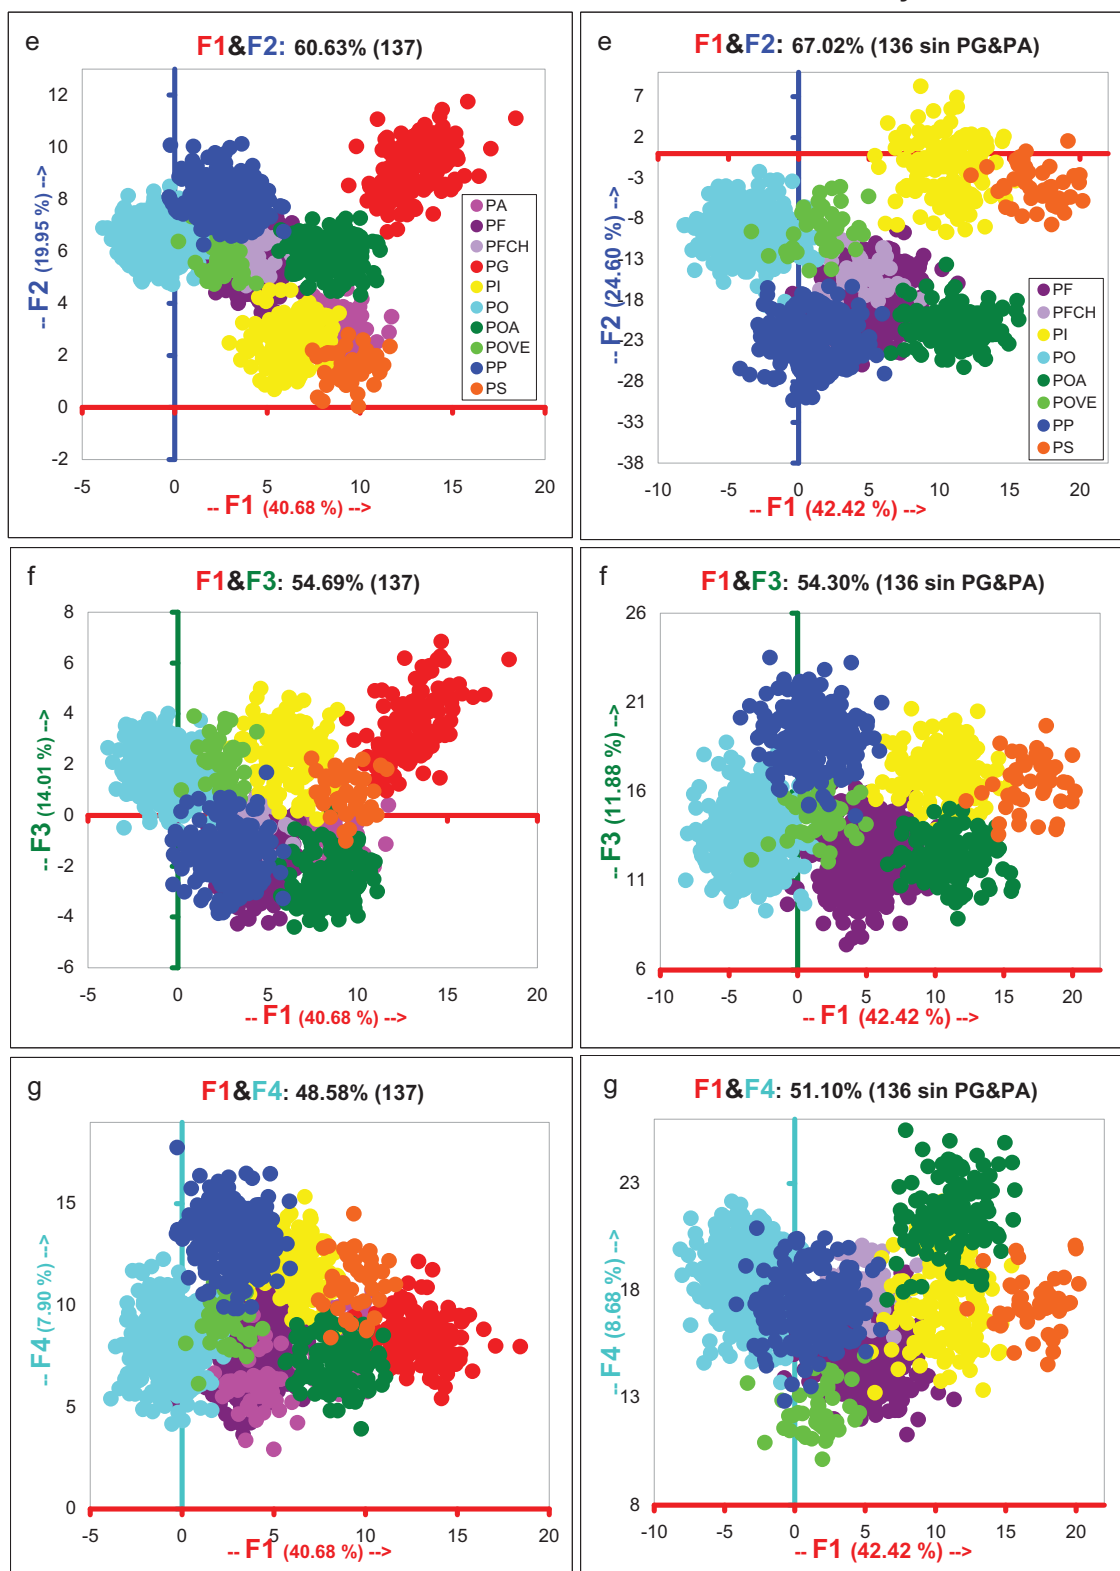 e
F1&F2: 60.63% (137)
12
10
8
6
4
2
0
-2
-5
0
5
10
15
20
-- F2 (19.95 %) -->
-- F1 (40.68 %) -->
PA
PF
PFCH
PG
PI
PO
POA
POVE
PP
PS
e
F1&F2: 67.02% (136 sin PG&PA)
7
2
-3
-8
-13
-18
-23
-28
-33
-38
-10
-5
0
5
10
15
20
-- F2 (24.60 %) -->
-- F1 (42.42 %) -->
PF
PFCH
PI
PO
POA
POVE
PP
PS
f
F1&F3: 54.69% (137)
8
6
4
2
0
-2
-4
-6
-5
0
5
10
15
20
-- F3 (14.01 %) -->
-- F1 (40.68 %) -->
f
F1&F3: 54.30% (136 sin PG&PA)
26
21
16
11
6
-10
-5
0
5
10
15
20
-- F3 (11.88 %) -->
-- F1 (42.42 %) -->
g
F1&F4: 48.58% (137)
15
10
5
0
-5
0
5
10
15
20
-- F4 (7.90 %) -->
-- F1 (40.68 %) -->
g
F1&F4: 51.10% (136 sin PG&PA)
23
18
13
8
-10
-5
0
5
10
15
20
-- F4 (8.68 %) -->
-- F1 (42.42 %) -->